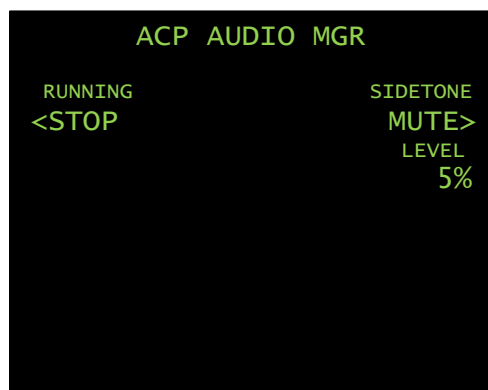 ACP AUDIO MGR
RUNNING SIDETONE
<STOP MUTE>
LEVEL
5%